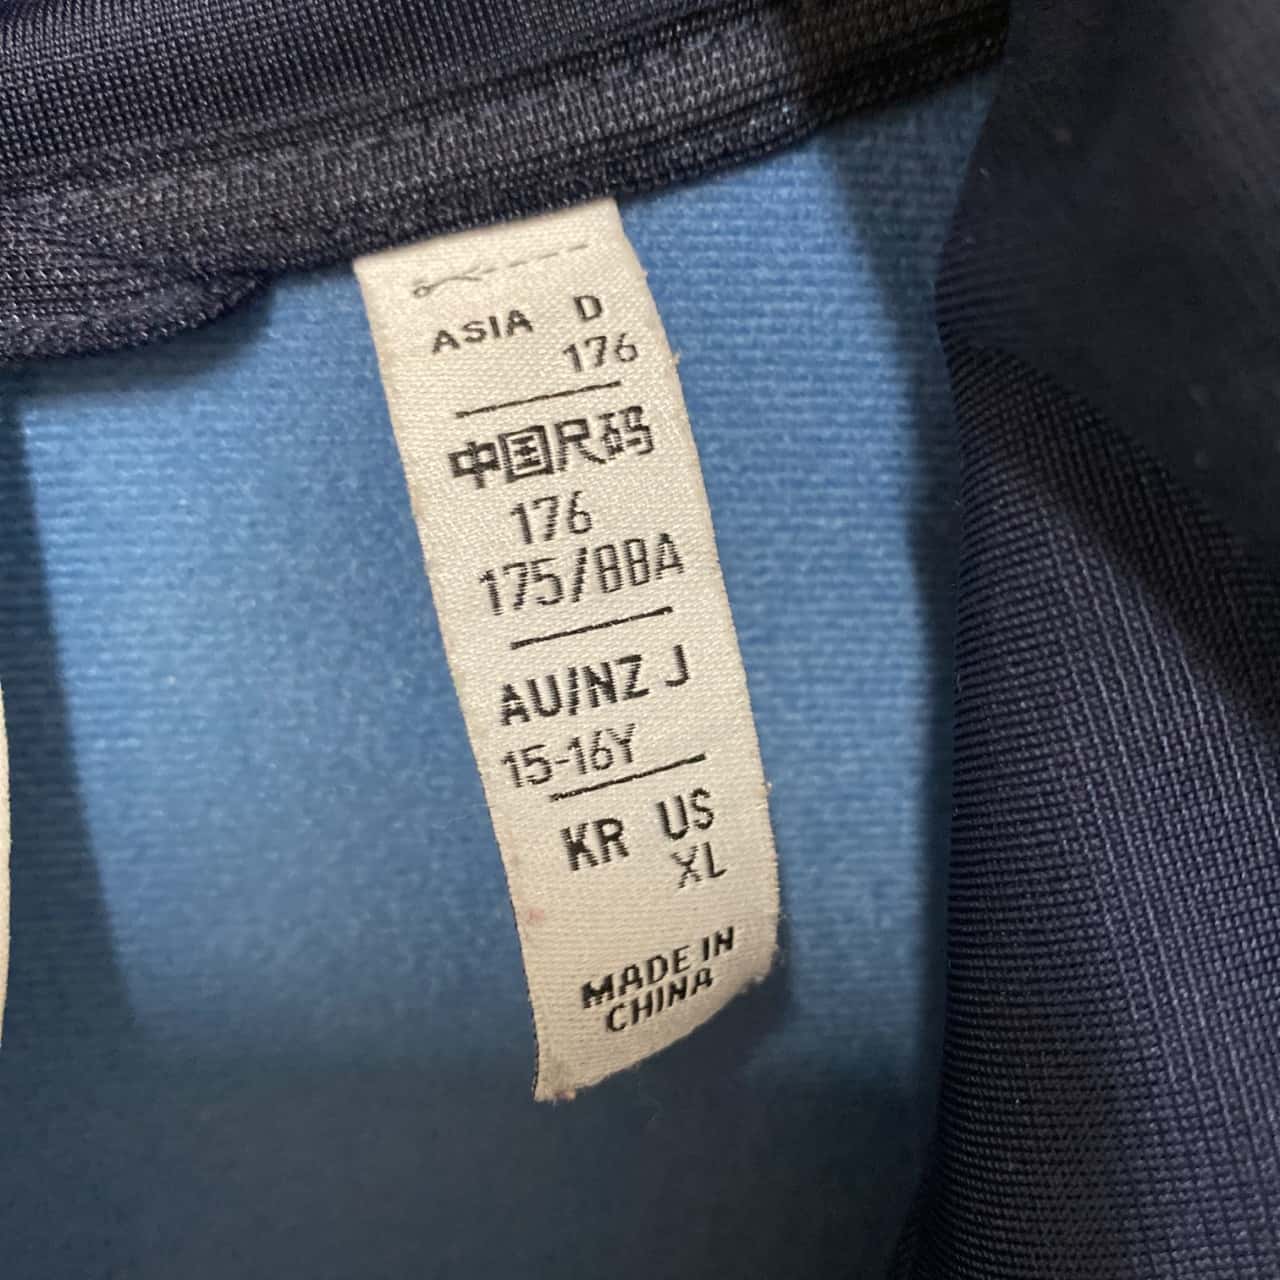 ASIA D
176
中国尺码
176
175/88A
AU/NZ J
15-16Y
KR US
XL
MADE IN
CHINA